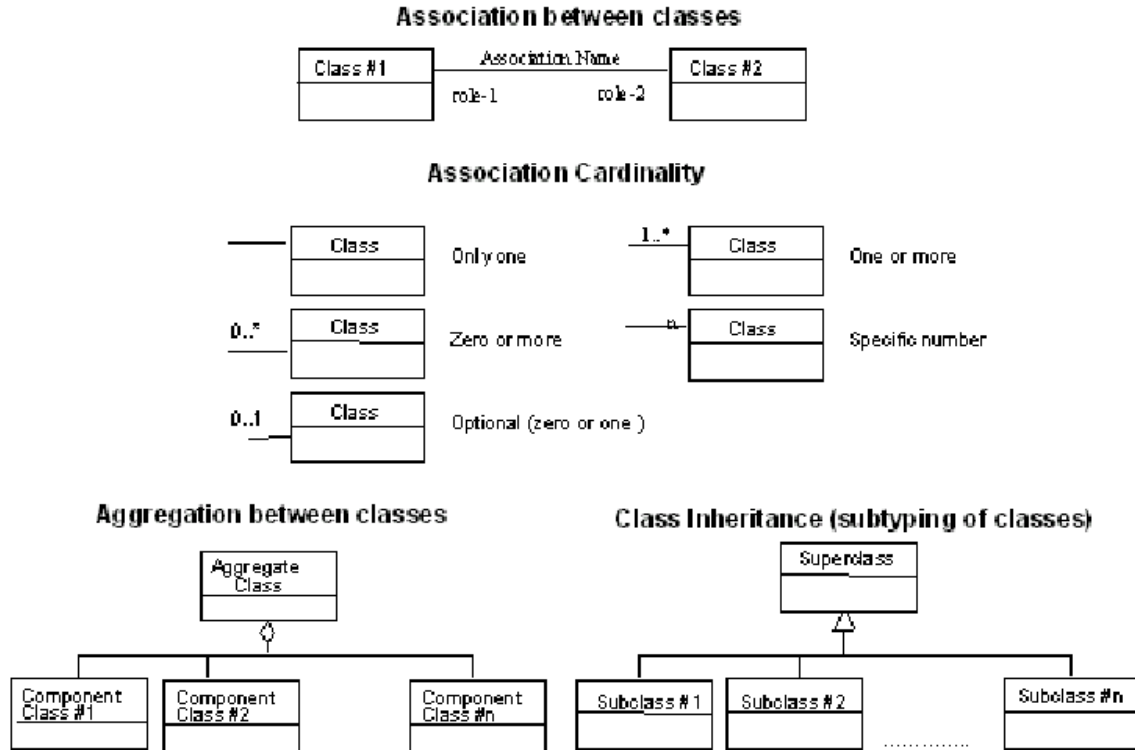 Association between classes
Class #1
Association Name
Class #2
role-1
role-2
Association Cardinality
Class
Only one
1..*
Class
One or more
0..*
Class
Zero or more
n
Class
Specific number
0..1
Class
Optional (zero or one )
Aggregation between classes
Class Inheritance (subtyping of classes)
Aggregate
Class
Superclass
Component
Class #1
Component
Class #2
Component
Class #n
Subclass #1
Subclass #2
..............
Subclass #n